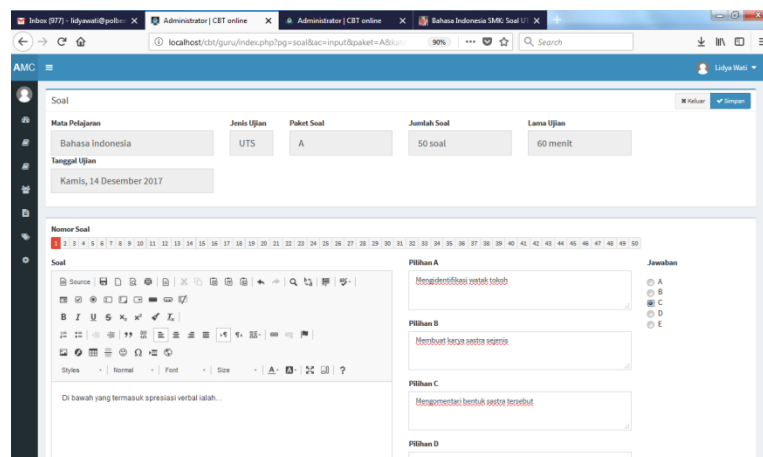 Inbox (977) - lidyawati@polben
Administrator | CBT online
Administrator | CBT online
Bahasa Indonesia SMK: Soal UT
localhost/cbt/guru/index.php?pg=soal&ac=input&paket=A&
90%
Search
AMC
Lidya Wati
Soal
Keluar
Simpan
Mata Pelajaran Jenis Ujian Paket Soal Jumlah Soal Lama Ujian
Bahasa Indonesia UTS A 50 soal 60 menit
Tanggal Ujian
Kamis, 14 Desember 2017
Nomor Soal
1 2 3 4 5 6 7 8 9 10 11 12 13 14 15 16 17 18 19 20 21 22 23 24 25 26 27 28 29 30 31 32 33 34 35 36 37 38 39 40 41 42 43 44 45 46 47 48 49 50
Soal
Source
B I U S x₂ x² Ix
Styles Normal Font Size A A ?
Di bawah yang termasuk spresiasi verbal ialah...
Pilihan A
Mengidentifikasi watak tokoh
Pilihan B
Membuat karya sastra sejenis
Pilihan C
Mengomentari bentuk sastra tersebut
Pilihan D
Jawaban
A
B
C
D
E